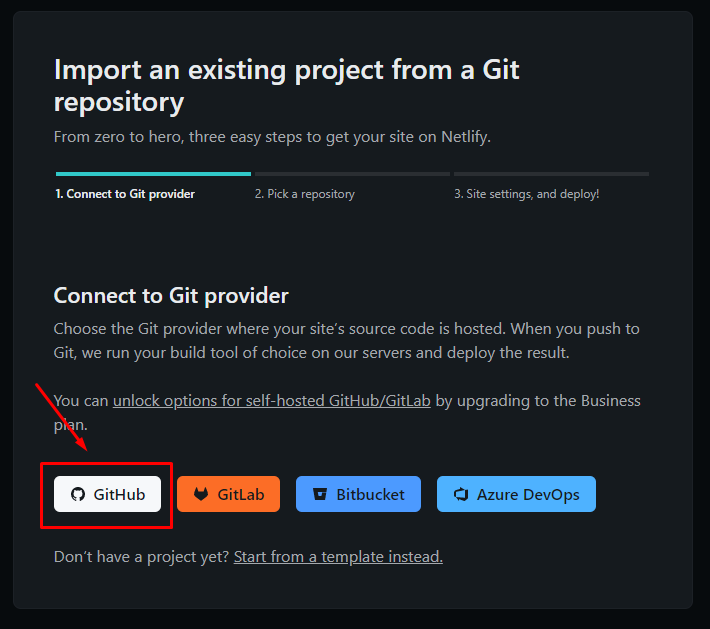 Import an existing project from a Git
repository
From zero to hero, three easy steps to get your site on Netlify.
1. Connect to Git provider
2. Pick a repository
3. Site settings, and deploy!
Connect to Git provider
Choose the Git provider where your site’s source code is hosted. When you push to
Git, we run your build tool of choice on our servers and deploy the result.
You can unlock options for self-hosted GitHub/GitLab by upgrading to the Business
plan.
GitHub
GitLab
Bitbucket
Azure DevOps
Don’t have a project yet? Start from a template instead.